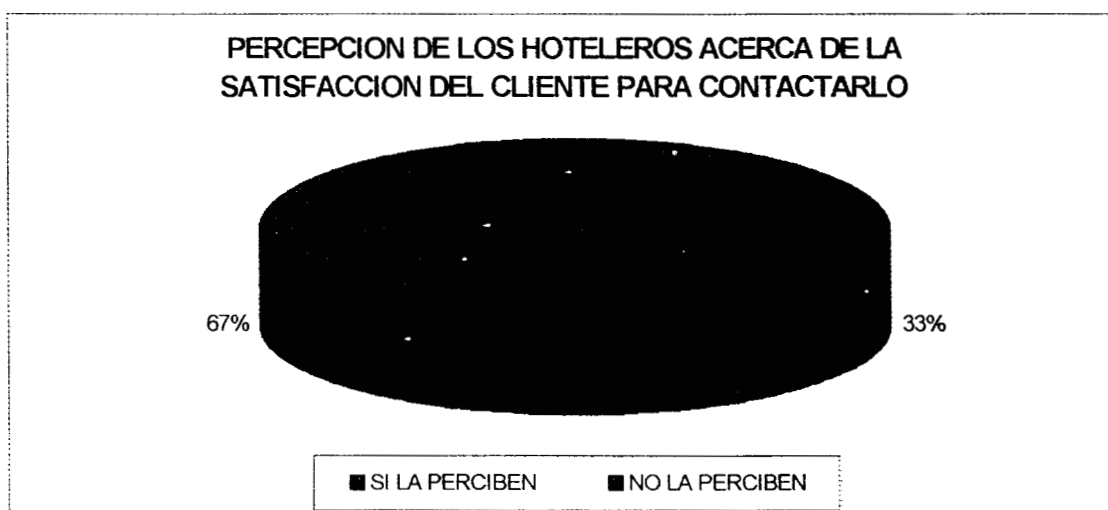 PERCEPCION DE LOS HOTELEROS ACERCA DE LA
SATISFACCION DEL CLIENTE PARA CONTACTARLO
67%
33%
SI LA PERCIBEN
NO LA PERCIBEN